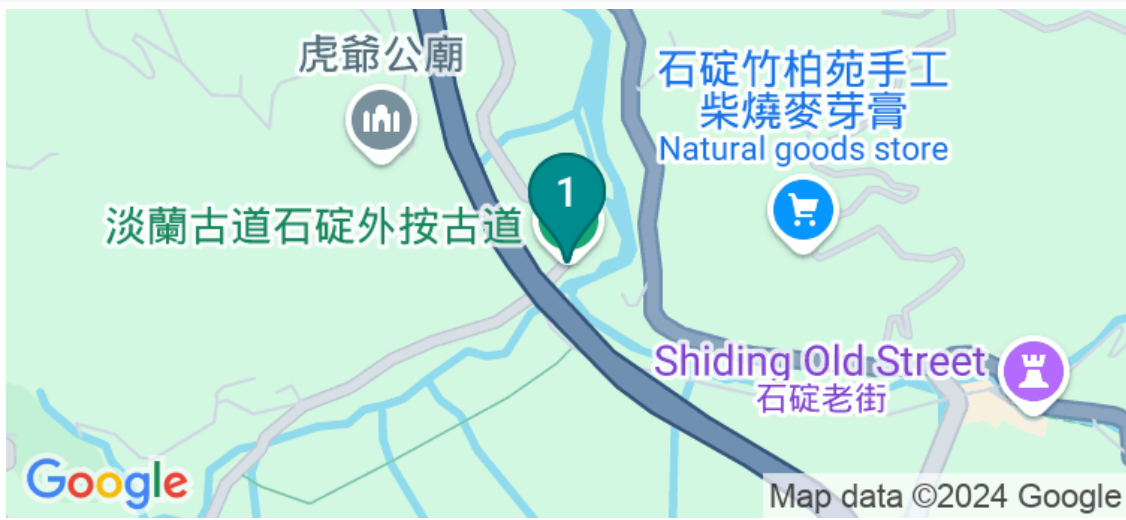 虎爺公廟
石碇竹柏苑手工
柴燒麥芽膏
Natural goods store
1
淡蘭古道石碇外按古道
Shiding Old Street
石碇老街
Google
Map data ©2024 Google